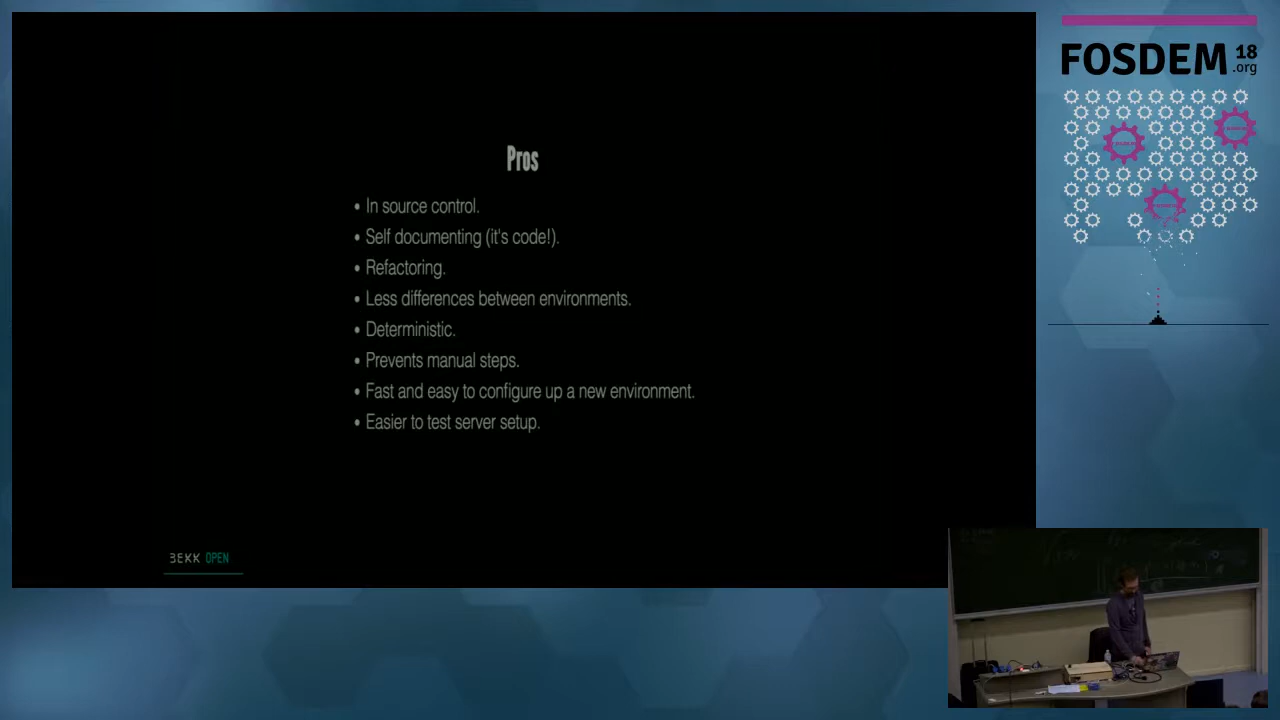 Pros
• In source control.
• Self documenting (it's code!).
• Refactoring.
• Less differences between environments.
• Deterministic.
• Prevents manual steps.
• Fast and easy to configure up a new environment.
• Easier to test server setup.
BEKK OPEN
FOSDEM 18
.org